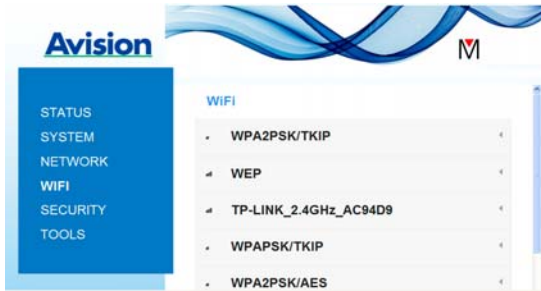 Avision
M
STATUS
SYSTEM
NETWORK
WIFI
SECURITY
TOOLS
WiFi
WPA2PSK/TKIP
WEP
TP-LINK_2.4GHz_AC94D9
WPAPSK/TKIP
WPA2PSK/AES